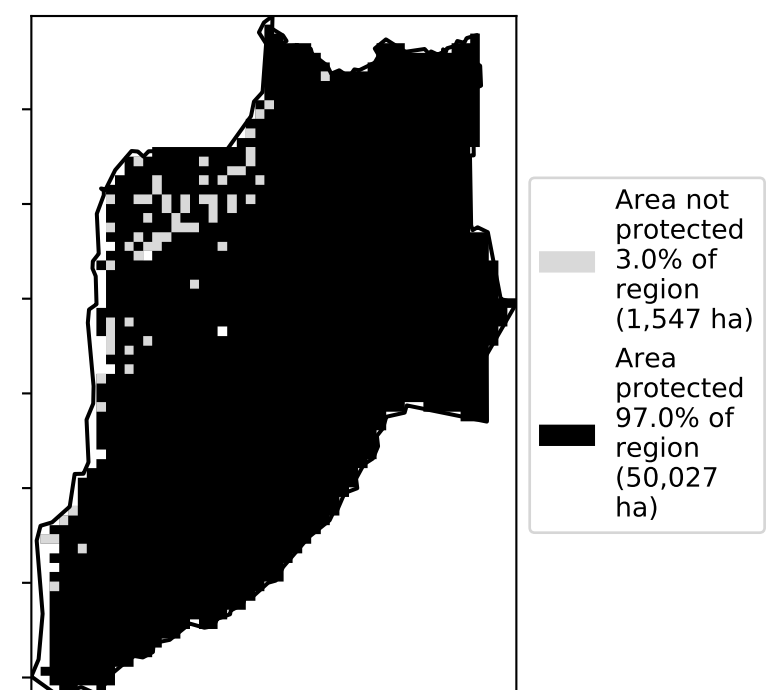 Area not
protected
3.0% of
region
(1,547 ha)
Area
protected
97.0% of
region
(50,027
ha)